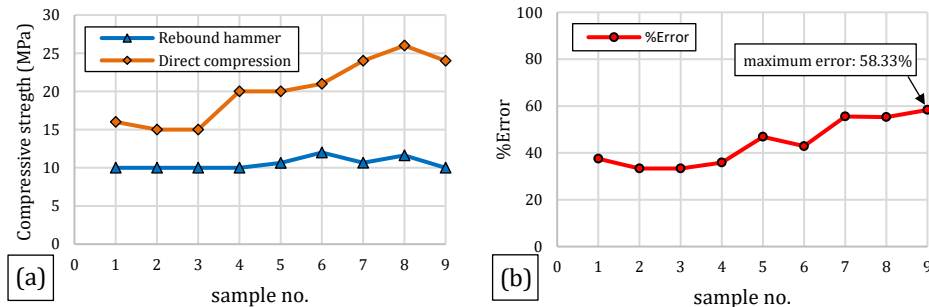 Compressive stregth (MPa)
30
25
20
15
10
5
0
Rebound hammer
Direct compression
0 1 2 3 4 5 6 7 8 9
sample no.
(a)
%Error
100
80
60
40
20
0
%Error
maximum error: 58.33%
0 1 2 3 4 5 6 7 8 9
sample no.
(b)